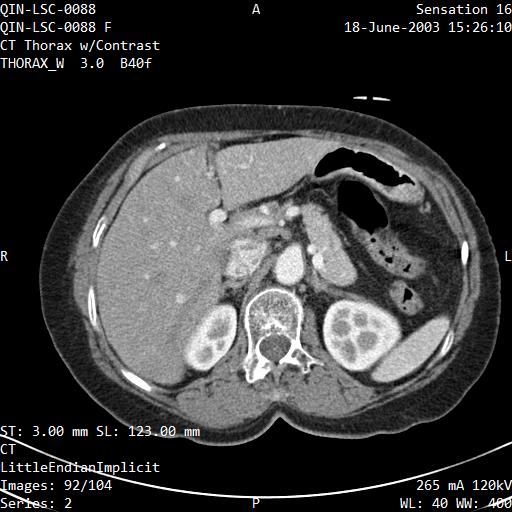 QIN-LSC-0088 A Sensation 16
QIN-LSC-0088 F 18-June-2003 15:26:10
CT Thorax w/Contrast
THORAX_W 3.0 B40f
R L
ST: 3.00 mm SL: 123.00 mm
CT
LittleEndianImplicit
Images: 92/104 265 mA 120kV
Series: 2 P WL: 40 WW: 400